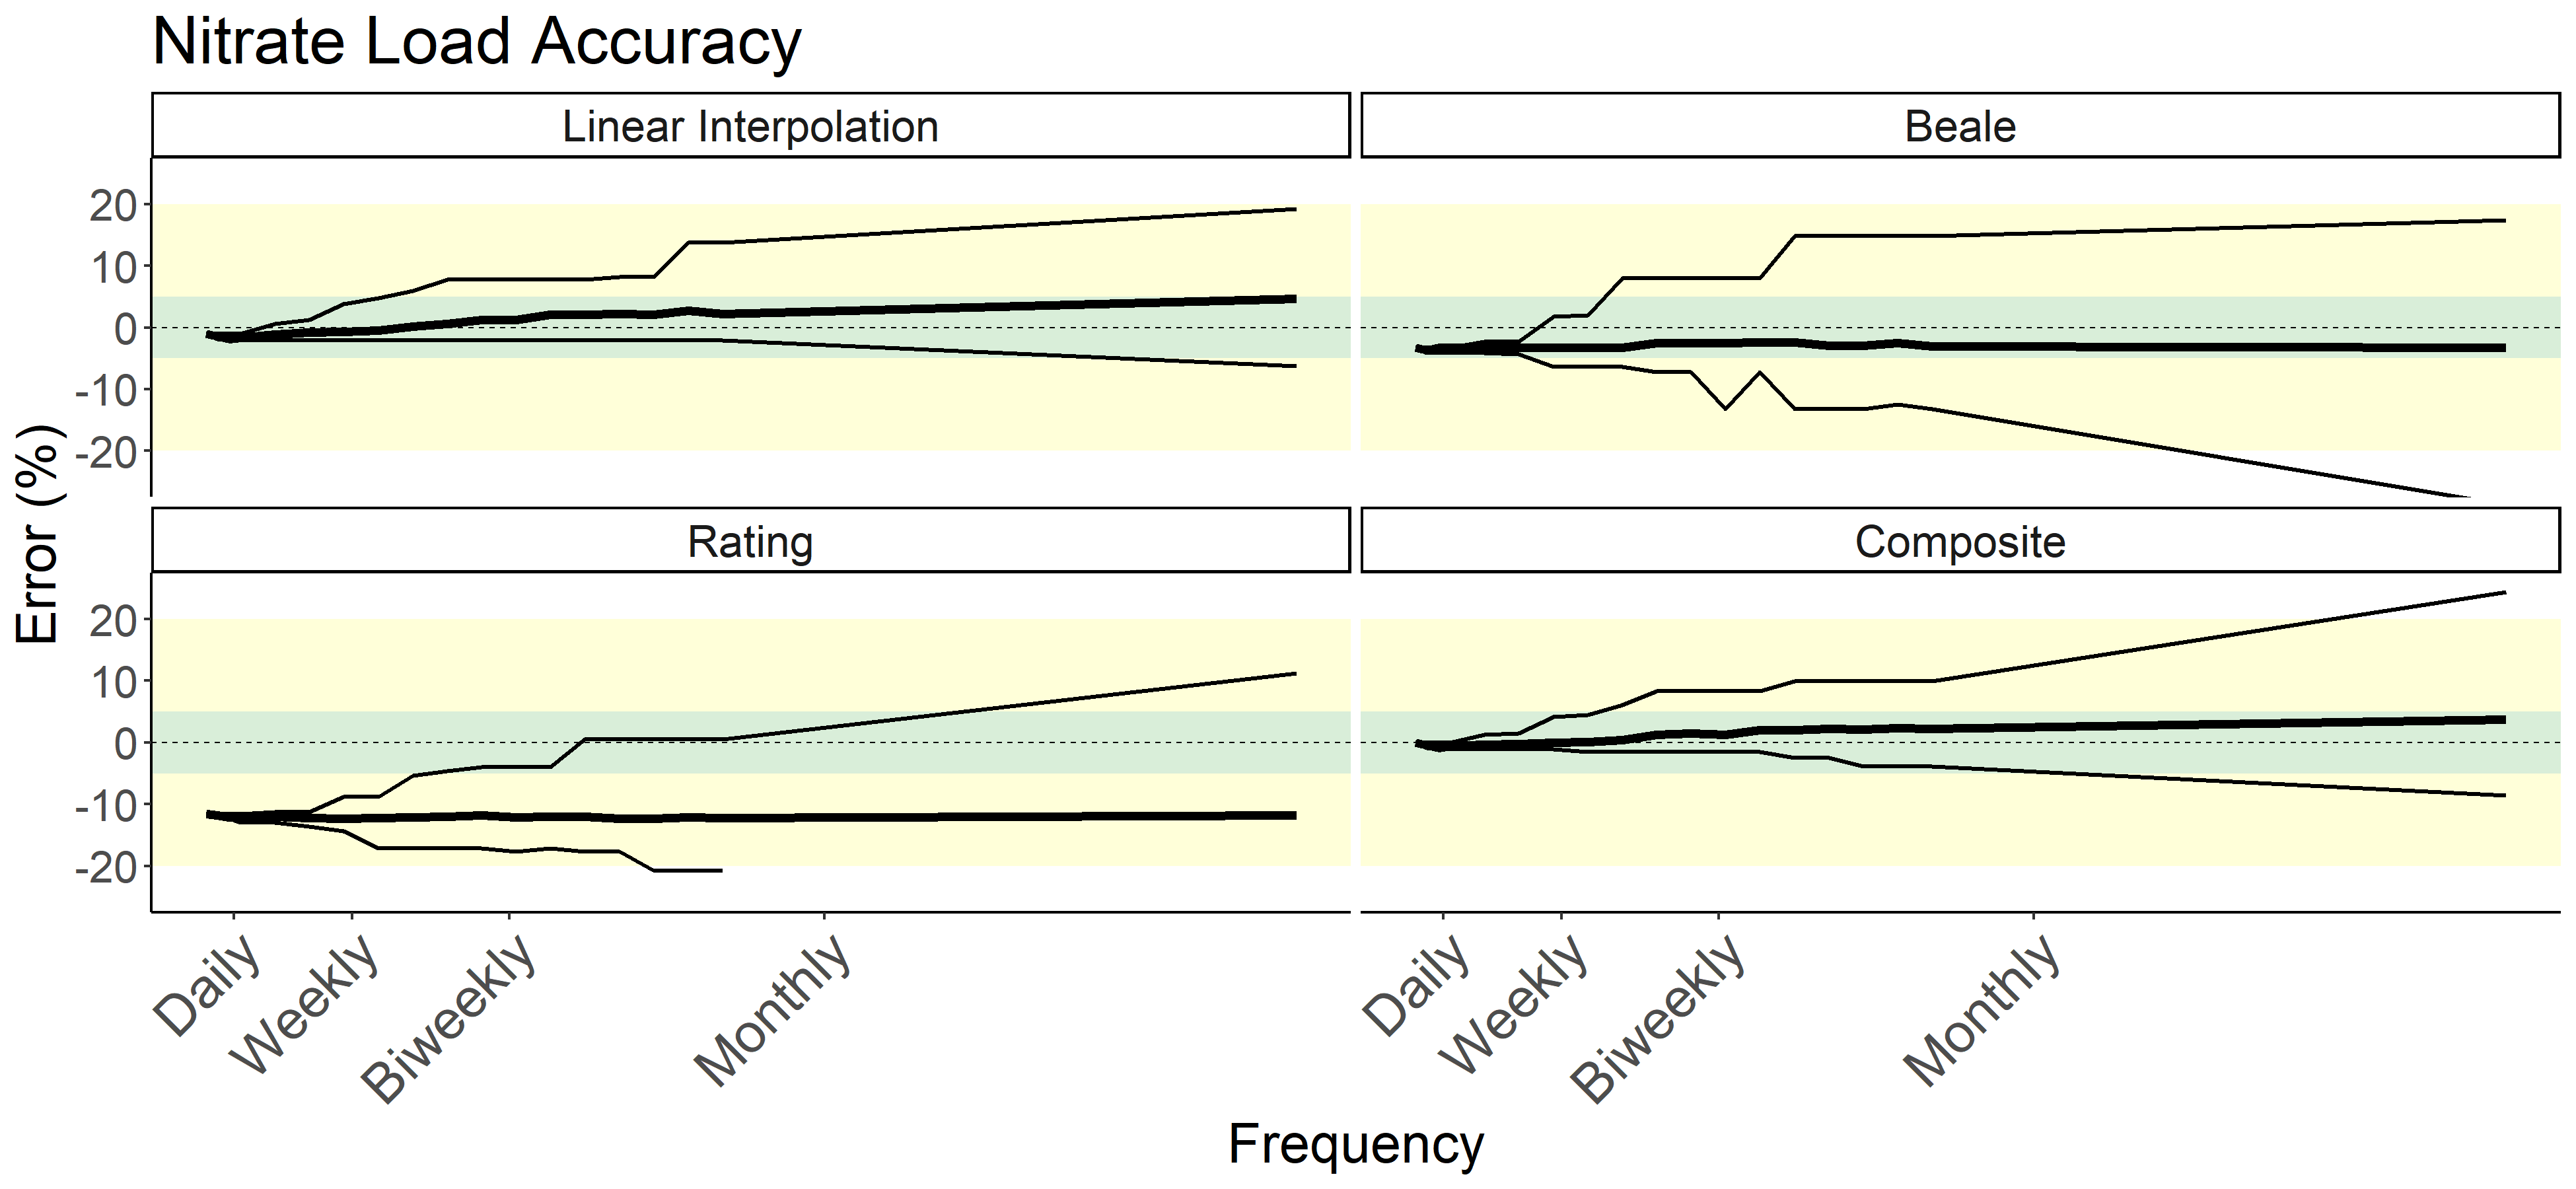 Nitrate Load Accuracy
Linear Interpolation
Beale
20
10
0
-10
-20
Rating
Composite
20
10
0
-10
-20
Error (%)
Daily
Weekly
Biweekly
Monthly
Daily
Weekly
Biweekly
Monthly
Frequency